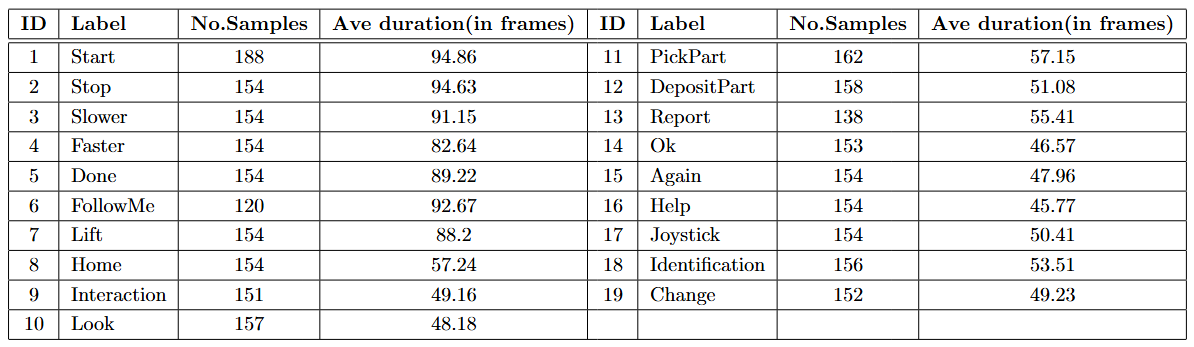 ID Label No.Samples Ave duration(in frames) ID Label No.Samples Ave duration(in frames)
1 Start 188 94.86 11 PickPart 162 57.15
2 Stop 154 94.63 12 DepositPart 158 51.08
3 Slower 154 91.15 13 Report 138 55.41
4 Faster 154 82.64 14 Ok 153 46.57
5 Done 154 89.22 15 Again 154 47.96
6 FollowMe 120 92.67 16 Help 154 45.77
7 Lift 154 88.2 17 Joystick 154 50.41
8 Home 154 57.24 18 Identification 156 53.51
9 Interaction 151 49.16 19 Change 152 49.23
10 Look 157 48.18